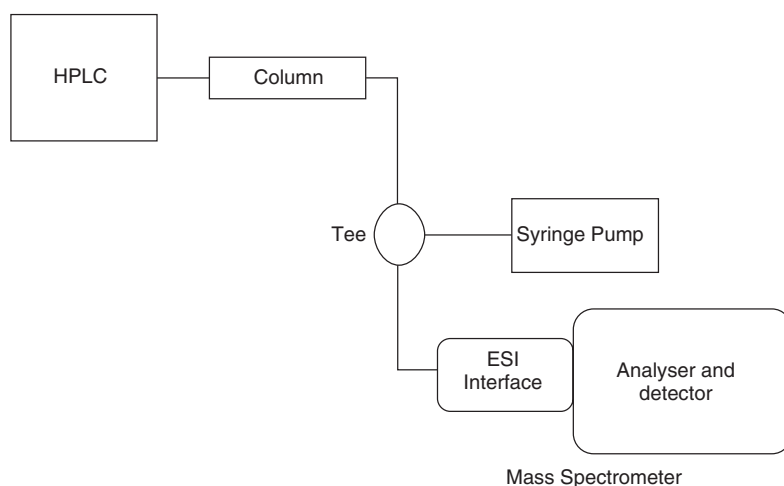 HPLC
Column
Tee
Syringe Pump
ESI
Interface
Analyser and
detector
Mass Spectrometer